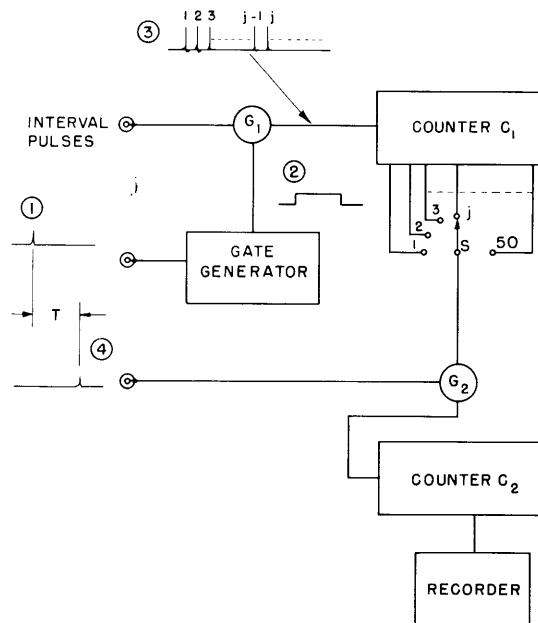 ③ 1 2 3 j-1 j
INTERVAL
PULSES
G₁
COUNTER C₁
②
j
①
GATE
GENERATOR
1 2 3 j S 50
T
④
G₂
COUNTER C₂
RECORDER